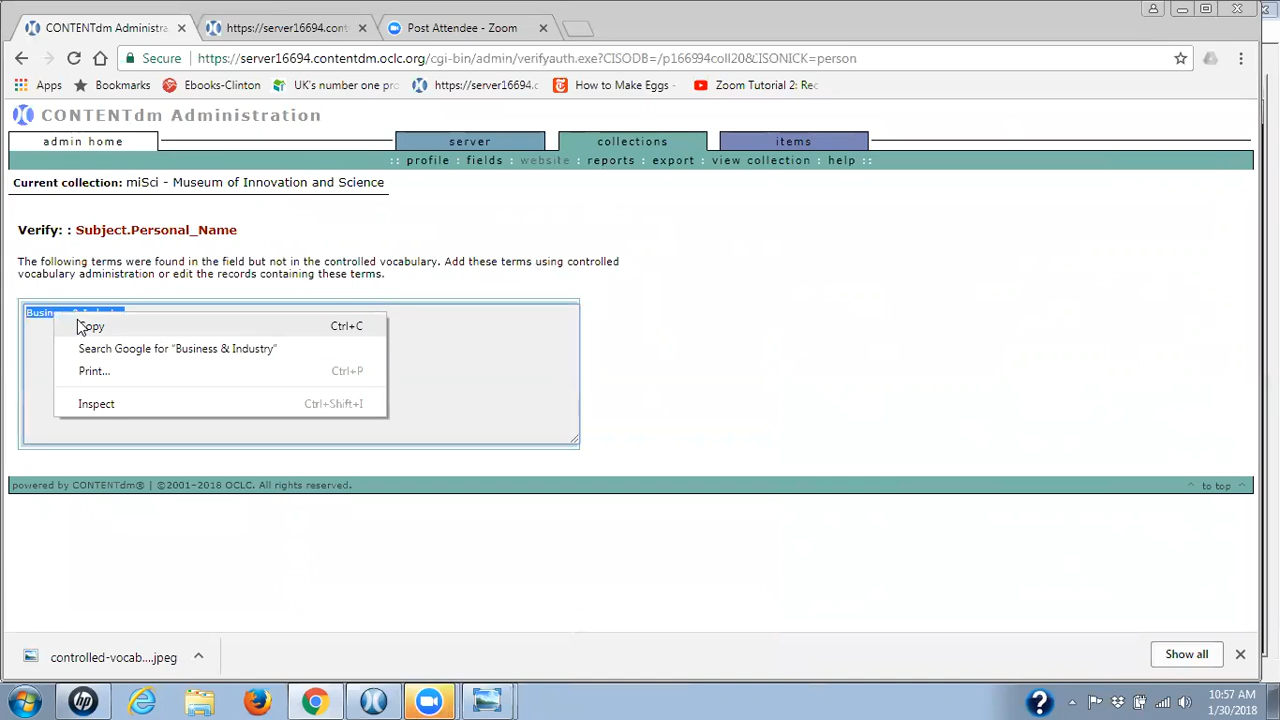 CONTENTdm Administra
https://server16694.cont
Post Attendee - Zoom
Secure
https://server16694.contentdm.oclc.org/cgi-bin/admin/verifyauth.exe?CISODB=/p16694coll20&CISONICK=person
Apps
Bookmarks
Ebooks-Clinton
UK's number one pr
https://server16694.c
How to Make Eggs
Zoom Tutorial 2: Rec
CONTENTdm Administration
admin home
server
collections
items
:: profile : fields : website : reports : export : view collection : help ::
Current collection: miSci - Museum of Innovation and Science
Verify: : Subject.Personal_Name
The following terms were found in the field but not in the controlled vocabulary. Add these terms using controlled
vocabulary administration or edit the records containing these terms.
Copy Ctrl+C
Search Google for "Business & Industry"
Print... Ctrl+P
Inspect Ctrl+Shift+I
powered by CONTENTdm® | ©2001-2018 OCLC. All rights reserved.
^ to top ^
controlled-vocab....jpeg
Show all
10:57 AM
1/30/2018